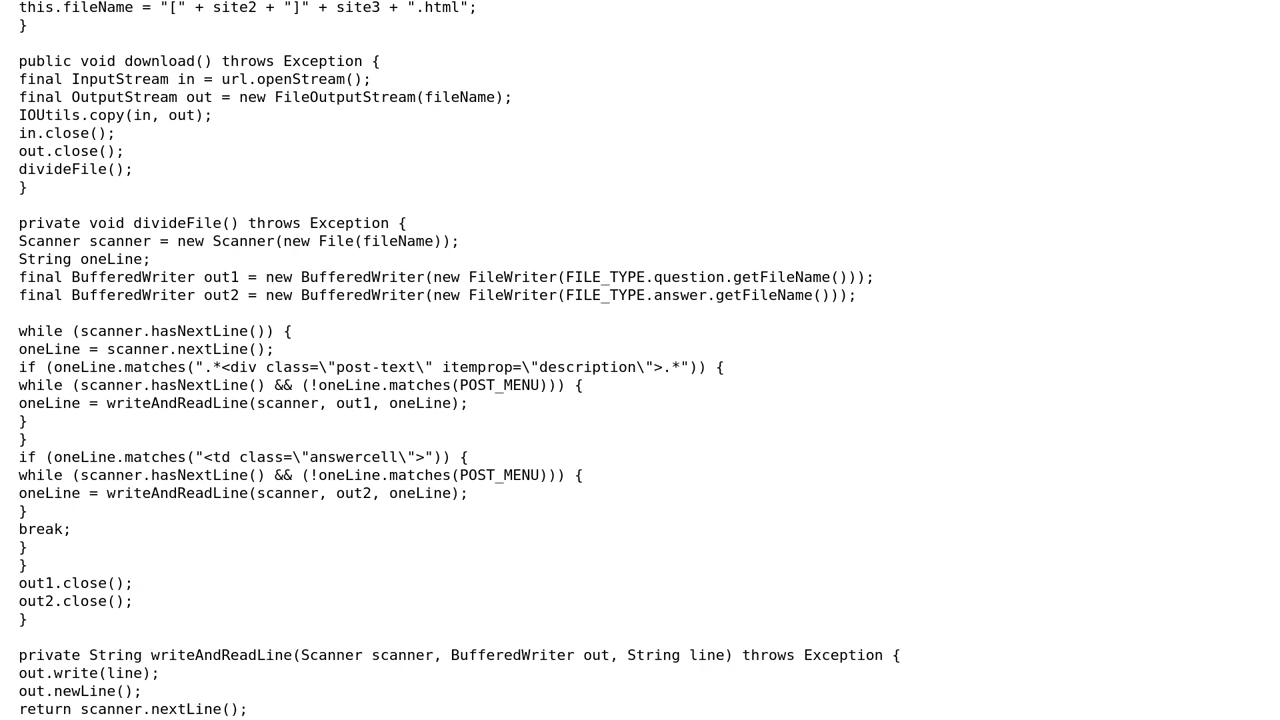 this.fileName = "[" + site2 + "]" + site3 + ".html";
}

public void download() throws Exception {
final InputStream in = url.openStream();
final OutputStream out = new FileOutputStream(fileName);
IOUtils.copy(in, out);
in.close();
out.close();
divideFile();
}

private void divideFile() throws Exception {
Scanner scanner = new Scanner(new File(fileName));
String oneLine;
final BufferedWriter out1 = new BufferedWriter(new FileWriter(FILE_TYPE.question.getFileName()));
final BufferedWriter out2 = new BufferedWriter(new FileWriter(FILE_TYPE.answer.getFileName()));

while (scanner.hasNextLine()) {
oneLine = scanner.nextLine();
if (oneLine.matches(".*<div class=\"post-text\" itemprop=\"description\">.*")) {
while (scanner.hasNextLine() && (!oneLine.matches(POST_MENU))) {
oneLine = writeAndReadLine(scanner, out1, oneLine);
}
}
if (oneLine.matches("<td class=\"answercell\">")) {
while (scanner.hasNextLine() && (!oneLine.matches(POST_MENU))) {
oneLine = writeAndReadLine(scanner, out2, oneLine);
}
break;
}
}
out1.close();
out2.close();
}

private String writeAndReadLine(Scanner scanner, BufferedWriter out, String line) throws Exception {
out.write(line);
out.newLine();
return scanner.nextLine();